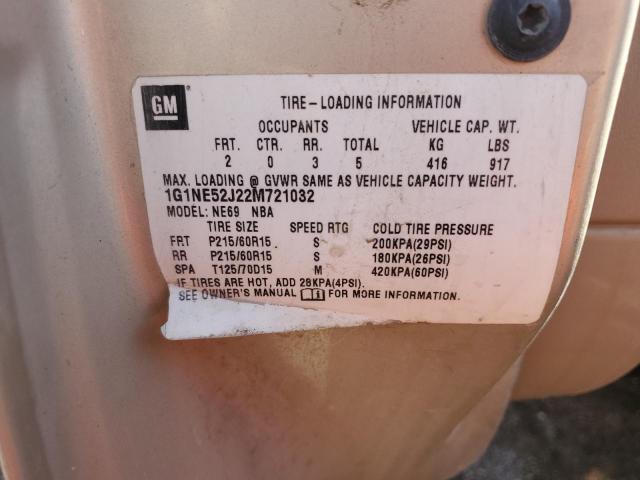 GM
TIRE-LOADING INFORMATION
OCCUPANTS VEHICLE CAP. WT.
FRT. CTR. RR. TOTAL KG LBS
2 0 3 5 416 917
MAX. LOADING @ GVWR SAME AS VEHICLE CAPACITY WEIGHT.
1G1NE52J22M721032
MODEL: NE69 NBA
TIRE SIZE SPEED RTG COLD TIRE PRESSURE
FRT P215/60R15 S 200KPA(29PSI)
RR P215/60R15 S 180KPA(26PSI)
SPA T125/70D15 M 420KPA(60PSI)
IF TIRES ARE HOT, ADD 28KPA(4PSI).
SEE OWNER'S MANUAL FOR MORE INFORMATION.